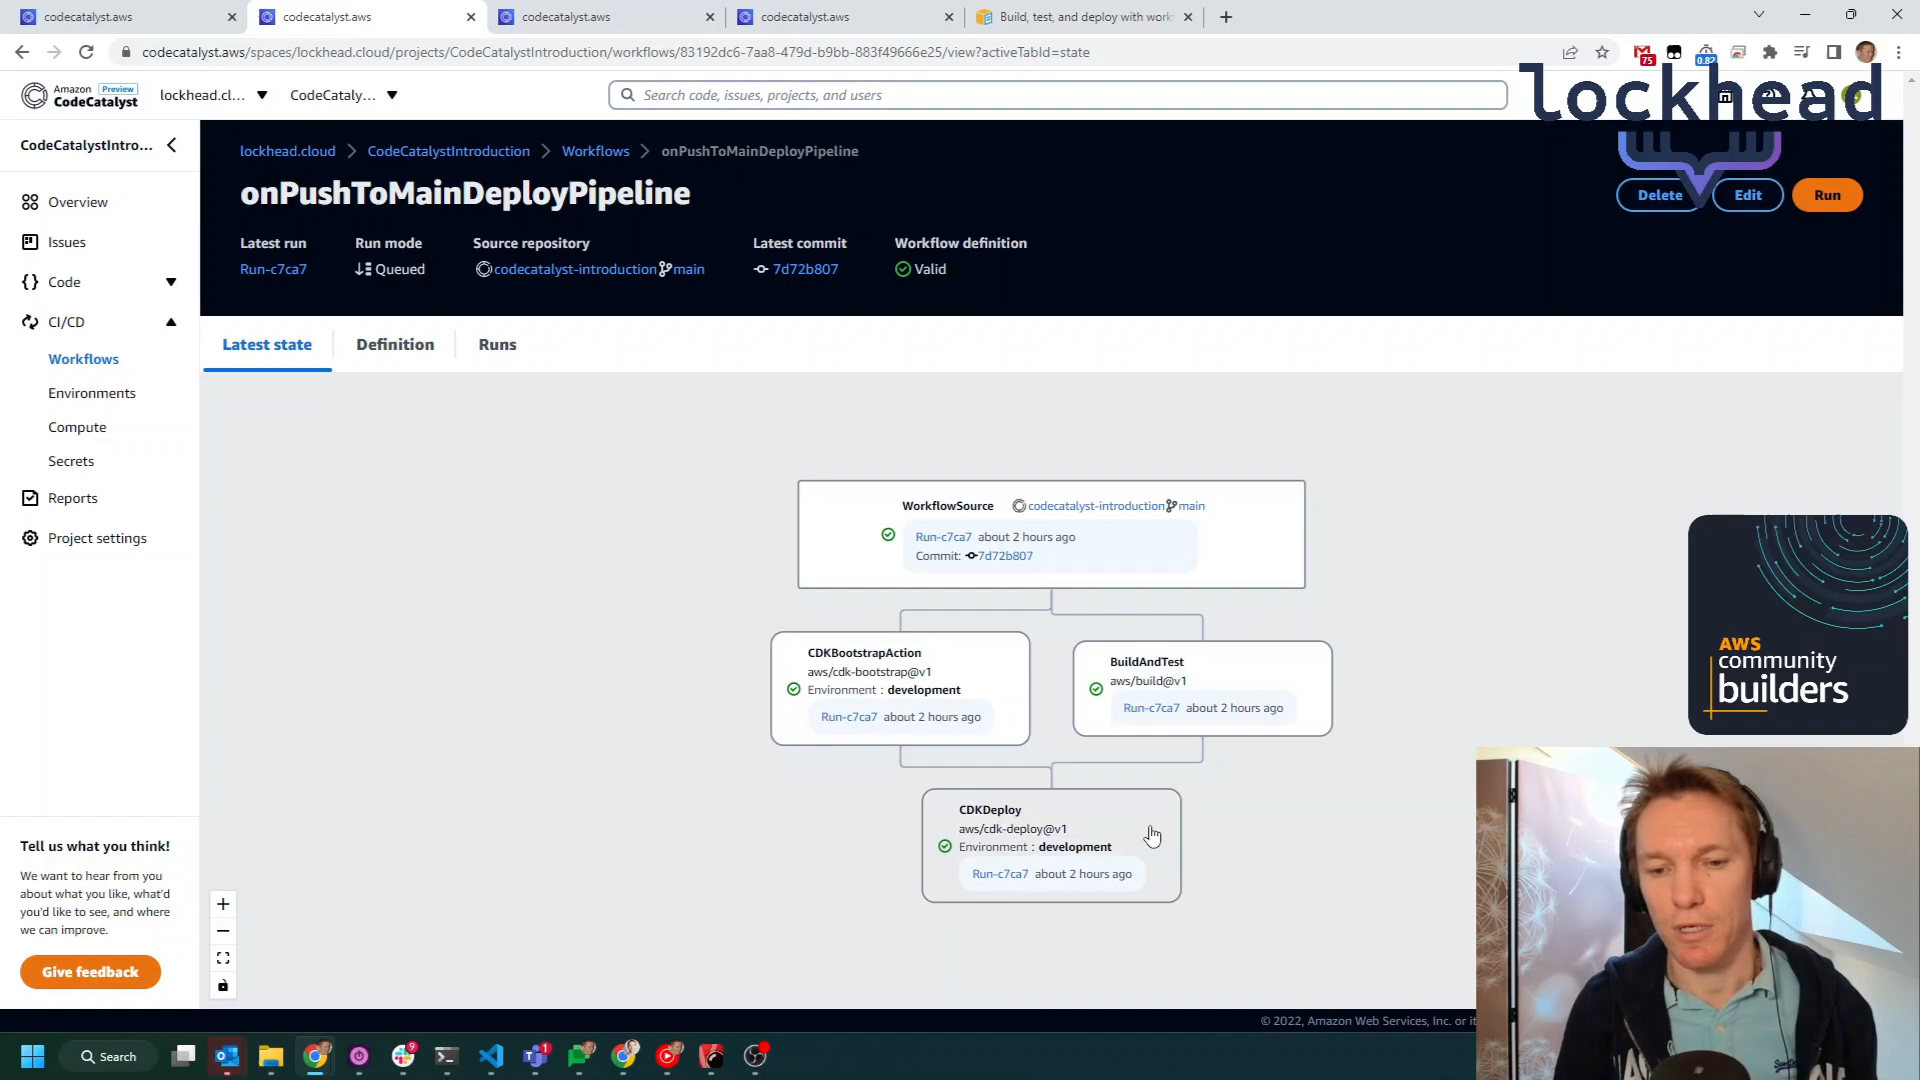 codecatalyst.aws
codecatalyst.aws
codecatalyst.aws
codecatalyst.aws
Build, test, and deploy with work
codecatalyst.aws/spaces/lockhead.cloud/projects/CodeCatalystIntroduction/workflows/83192dc6-7aa8-479d-b9bb-883f49666e25/view?activeTabId=state
75
0.82
Amazon Preview
CodeCatalyst
lockhead.cl...
CodeCataly...
Search code, issues, projects, and users
lockhead
CodeCatalystIntro...
lockhead.cloud
CodeCatalystIntroduction
Workflows
onPushToMainDeployPipeline
onPushToMainDeployPipeline
Delete
Edit
Run
Overview
Issues
Code
CI/CD
Workflows
Environments
Compute
Secrets
Reports
Project settings
Latest run
Run mode
Source repository
Latest commit
Workflow definition
Run-c7ca7
Queued
codecatalyst-introduction main
7d72b807
Valid
Latest state
Definition
Runs
WorkflowSource codecatalyst-introduction main
Run-c7ca7 about 2 hours ago
Commit: 7d72b807
CDKBootstrapAction
aws/cdk-bootstrap@v1
Environment : development
Run-c7ca7 about 2 hours ago
BuildAndTest
aws/build@v1
Run-c7ca7 about 2 hours ago
CDKDeploy
aws/cdk-deploy@v1
Environment : development
Run-c7ca7 about 2 hours ago
AWS
community
builders
Tell us what you think!
We want to hear from you
about what you like, what'd
you'd like to see, and where
we can improve.
Give feedback
© 2022, Amazon Web Services, Inc. or it
Search
9
1